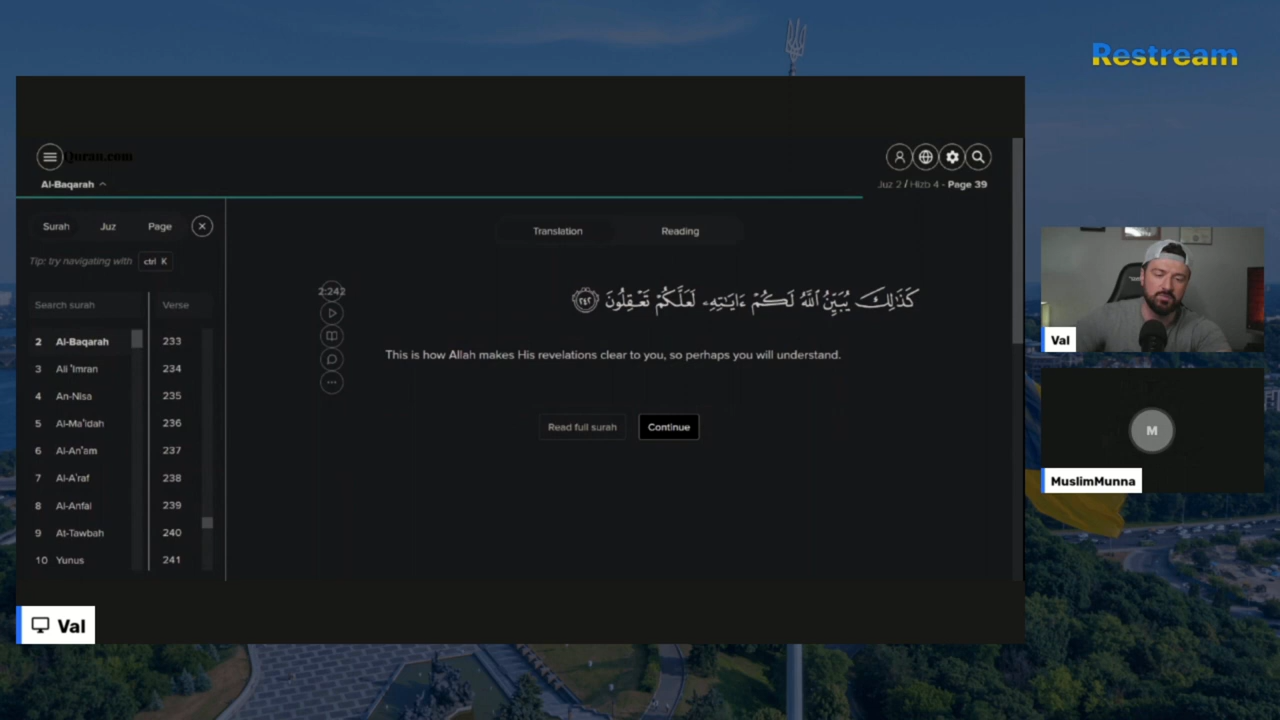 Restream
Quran.com
Al-Baqarah
Juz 2 / Hizb 4 - Page 39
Surah
Juz
Page
Tip: try navigating with ctrl K
Search surah
Verse
2 Al-Baqarah 233
3 Ali 'Imran 234
4 An-Nisa 235
5 Al-Ma'idah 236
6 Al-An'am 237
7 Al-A'raf 238
8 Al-Anfal 239
9 At-Tawbah 240
10 Yunus 241
Translation
Reading
2:242
كَذَٰلِكَ يُبَيِّنُ ٱللَّهُ لَكُمْ ءَايَـٰتِهِۦ لَعَلَّكُمْ تَعْقِلُونَ ٢٤٢
This is how Allah makes His revelations clear to you, so perhaps you will understand.
Read full surah
Continue
Val
M
MuslimMunna
Val